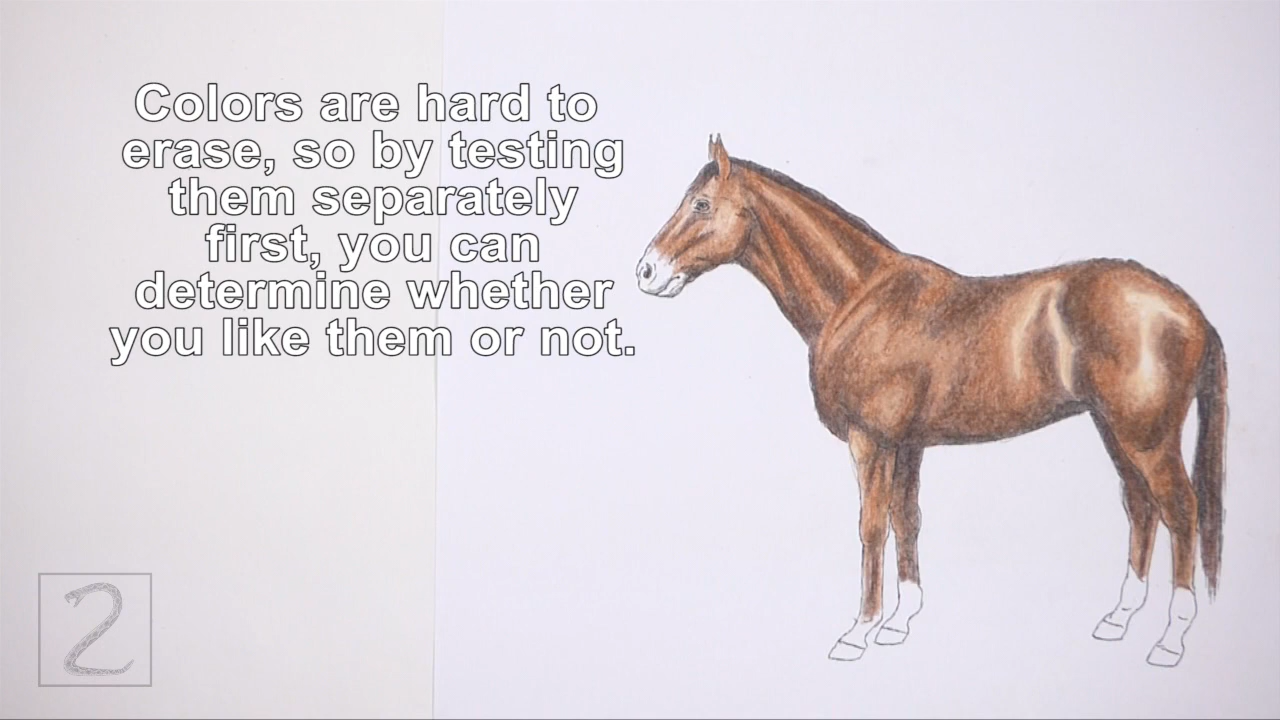 Colors are hard to
erase, so by testing
them separately
first, you can
determine whether
you like them or not.
2